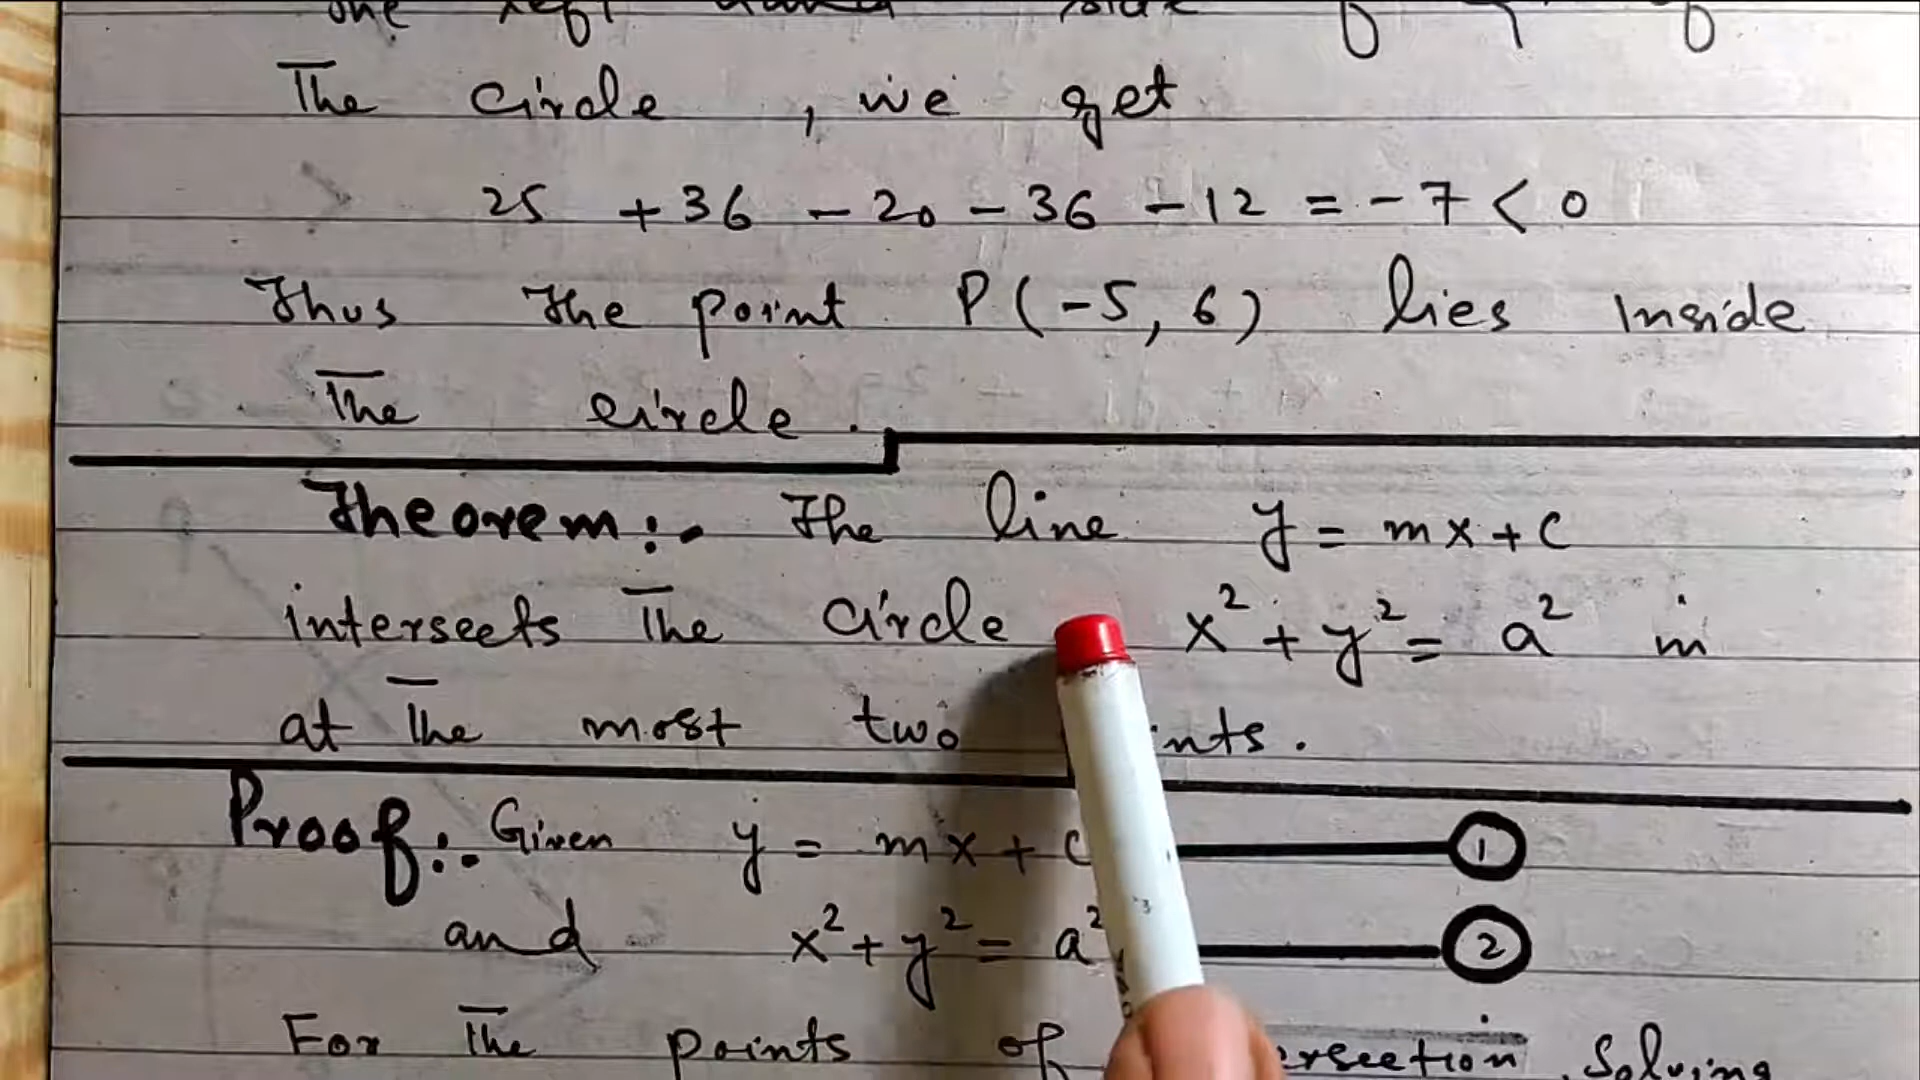 The circle, we get
25 + 36 - 20 - 36 - 12 = -7 < 0
Thus the point P(-5, 6) lies inside
The circle.
Theorem:- The line y = mx + c
intersects The circle x² + y² = a² in
at the most two
Proof:- Given y = mx + c ①
and x² + y² = a² ②
For The points of Solving